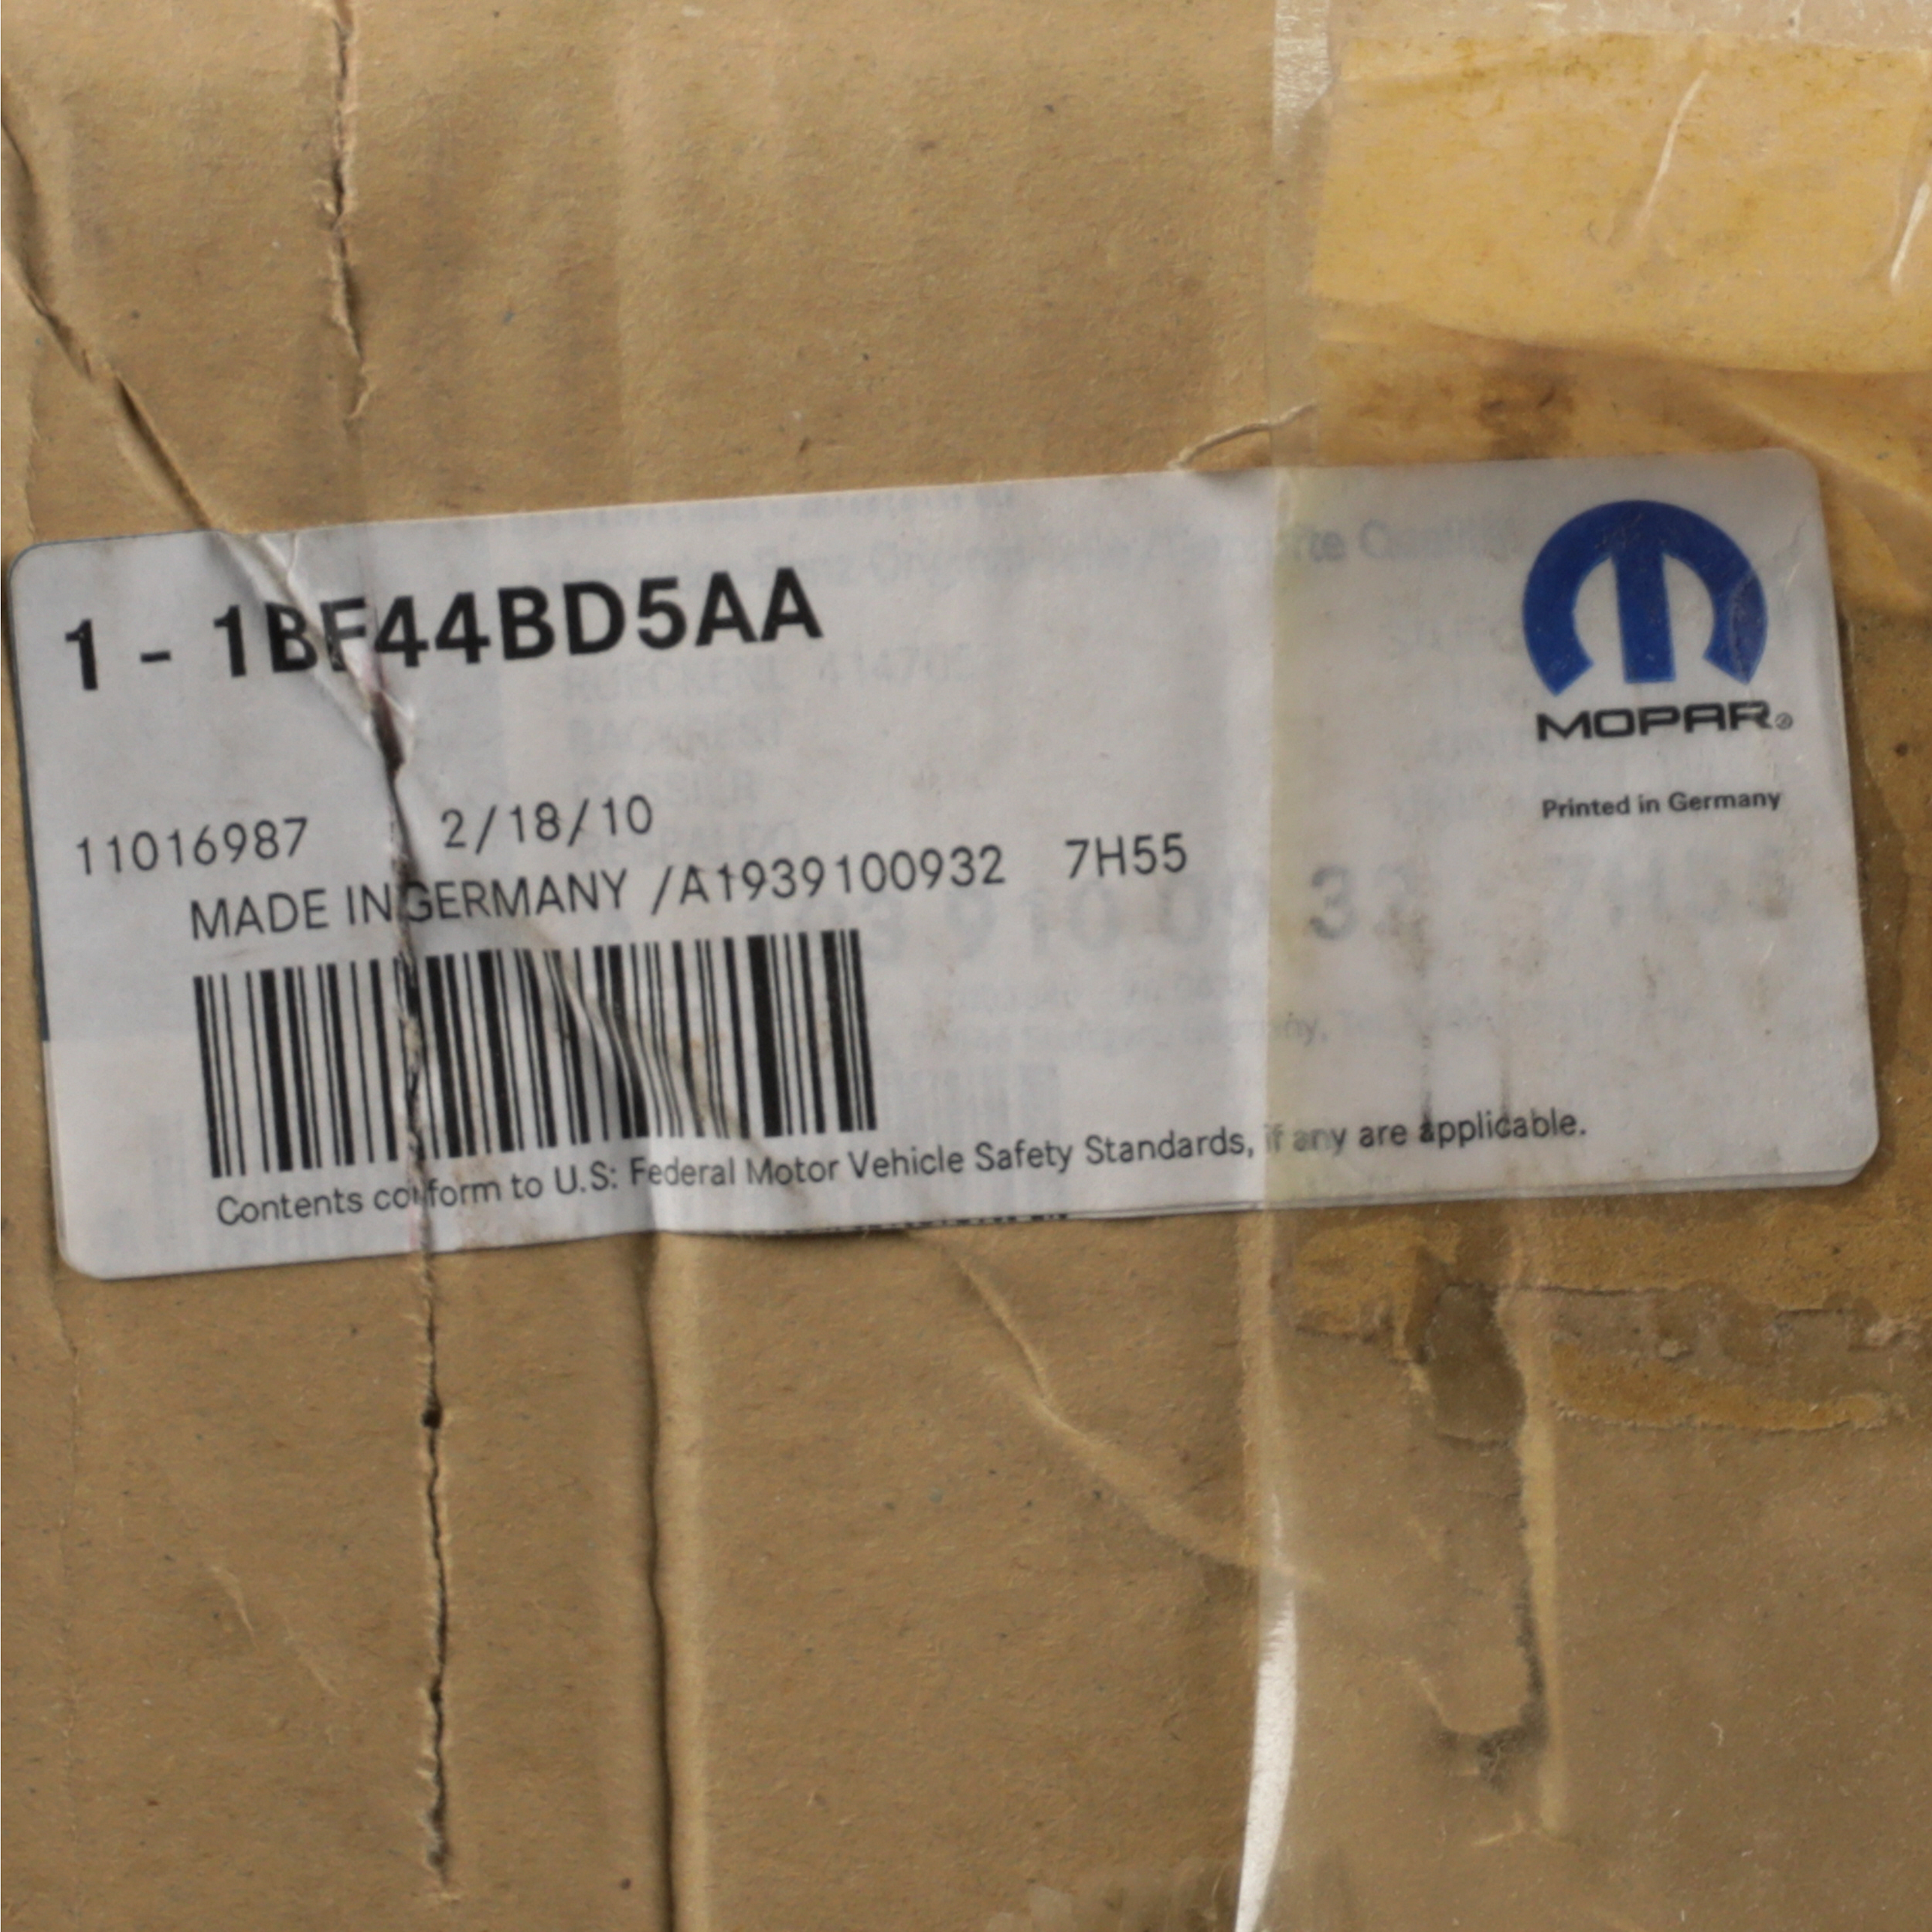 1 - 1BF44BD5AA
MOPAR®
Printed in Germany
11016987 2/18/10
MADE IN GERMANY /A1939100932 7H55
Contents conform to U.S: Federal Motor Vehicle Safety Standards, if any are applicable.